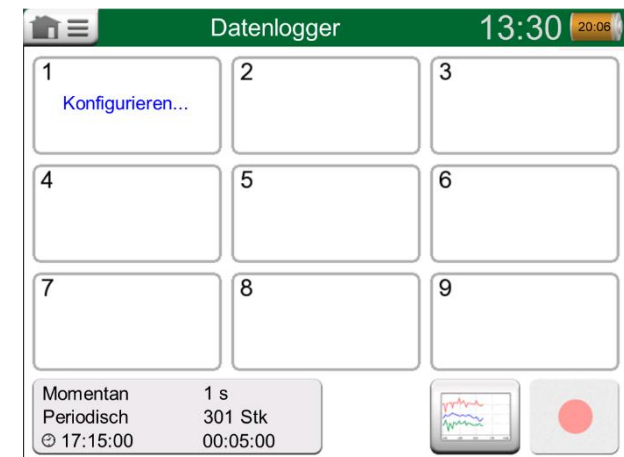 Datenlogger 13:30 20:06
1 2 3
Konfigurieren...
4 5 6
7 8 9
Momentan 1 s
Periodisch 301 Stk
17:15:00 00:05:00